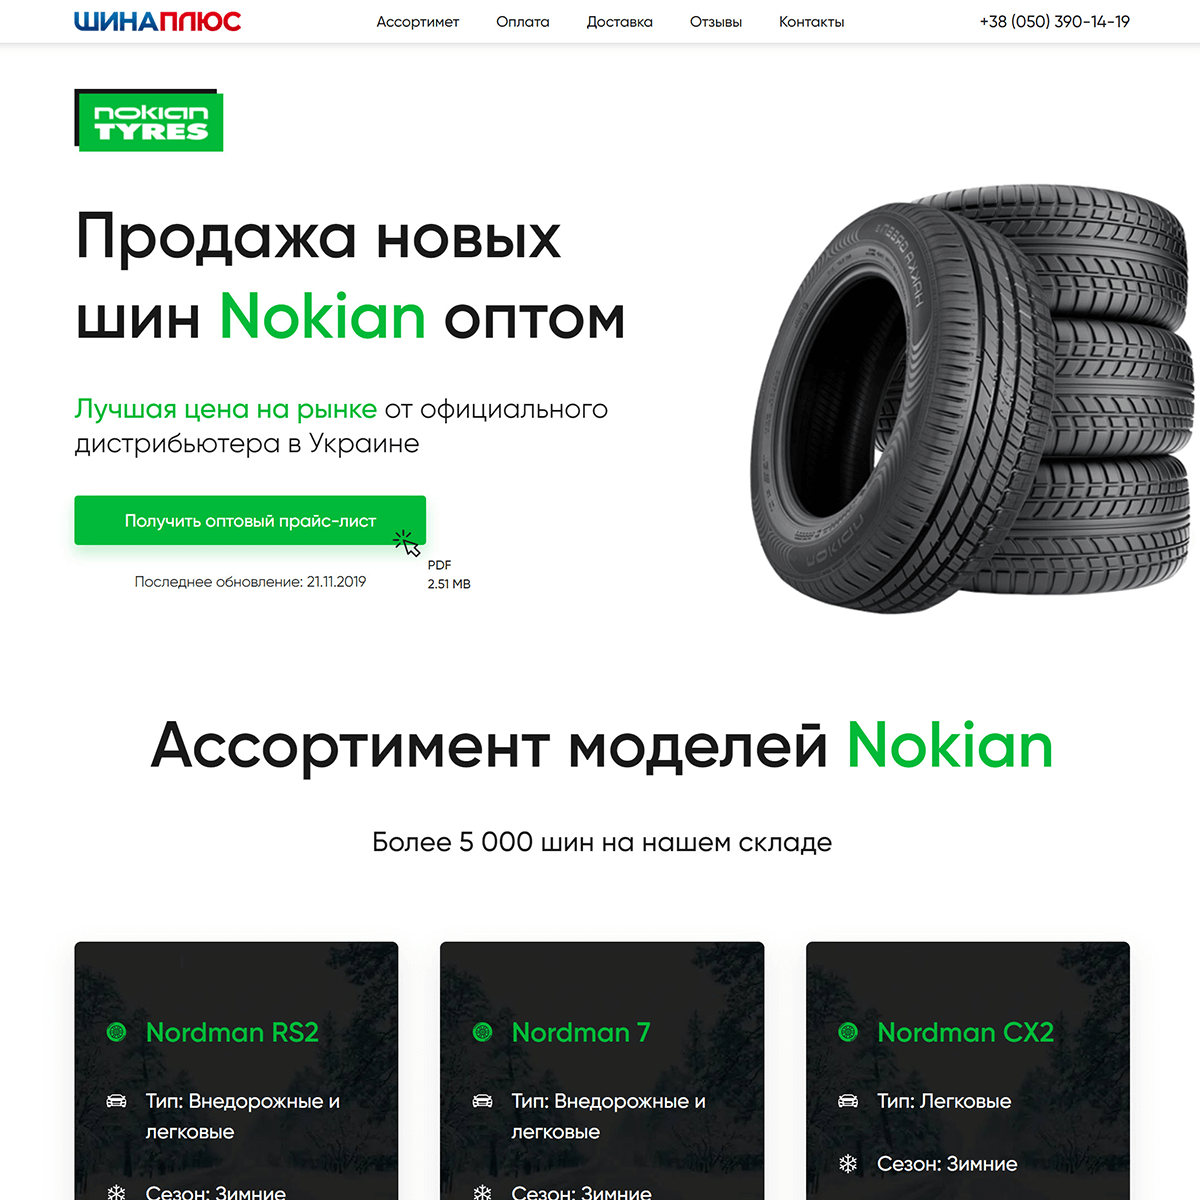 ШИНАПЛЮС
Ассортимет
Оплата
Доставка
Отзывы
Контакты
+38 (050) 390-14-19
nokian
TYRES
Продажа новых
шин Nokian оптом
Лучшая цена на рынке от официального
дистрибьютера в Украине
Получить оптовый прайс-лист
PDF
Последнее обновление: 21.11.2019
2.51 MB
Ассортимент моделей Nokian
Более 5 000 шин на нашем складе
Nordman RS2
Тип: Внедорожные и
легковые
Сезон: Зимние
Nordman 7
Тип: Внедорожные и
легковые
Сезон: Зимние
Nordman CX2
Тип: Легковые
Сезон: Зимние